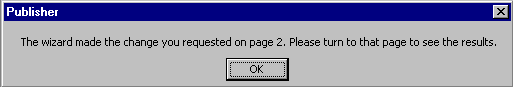 Publisher
The wizard made the change you requested on page 2. Please turn to that page to see the results.
OK